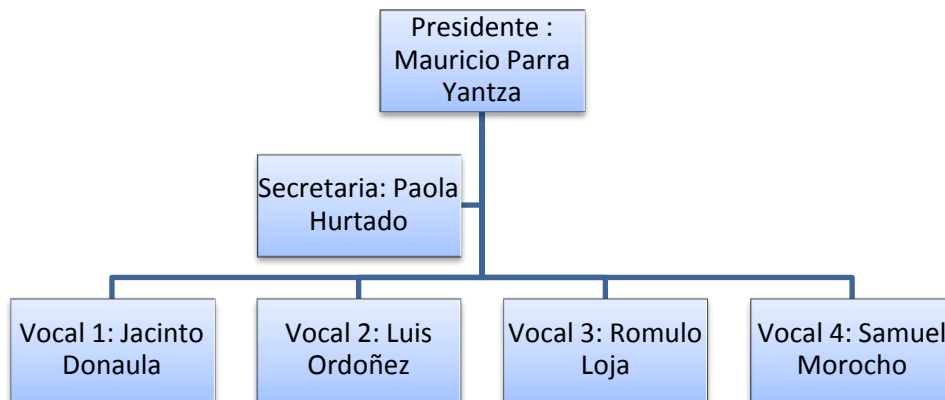 Presidente :
Mauricio Parra
Yantza
Secretaria: Paola
Hurtado
Vocal 1: Jacinto
Donaula
Vocal 2: Luis
Ordoñez
Vocal 3: Romulo
Loja
Vocal 4: Samuel
Morocho